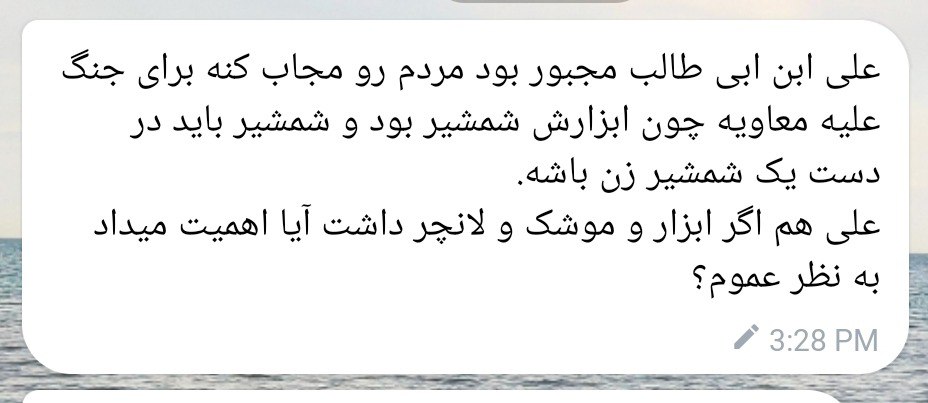 علی ابن ابی طالب مجبور بود مردم رو مجاب کنه برای جنگ
علیه معاویه چون ابزارش شمشیر بود و شمشیر باید در
دست یک شمشیر زن باشه.
علی هم اگر ابزار و موشک و لانچر داشت آیا اهمیت میداد
به نظر عموم؟
3:28 PM